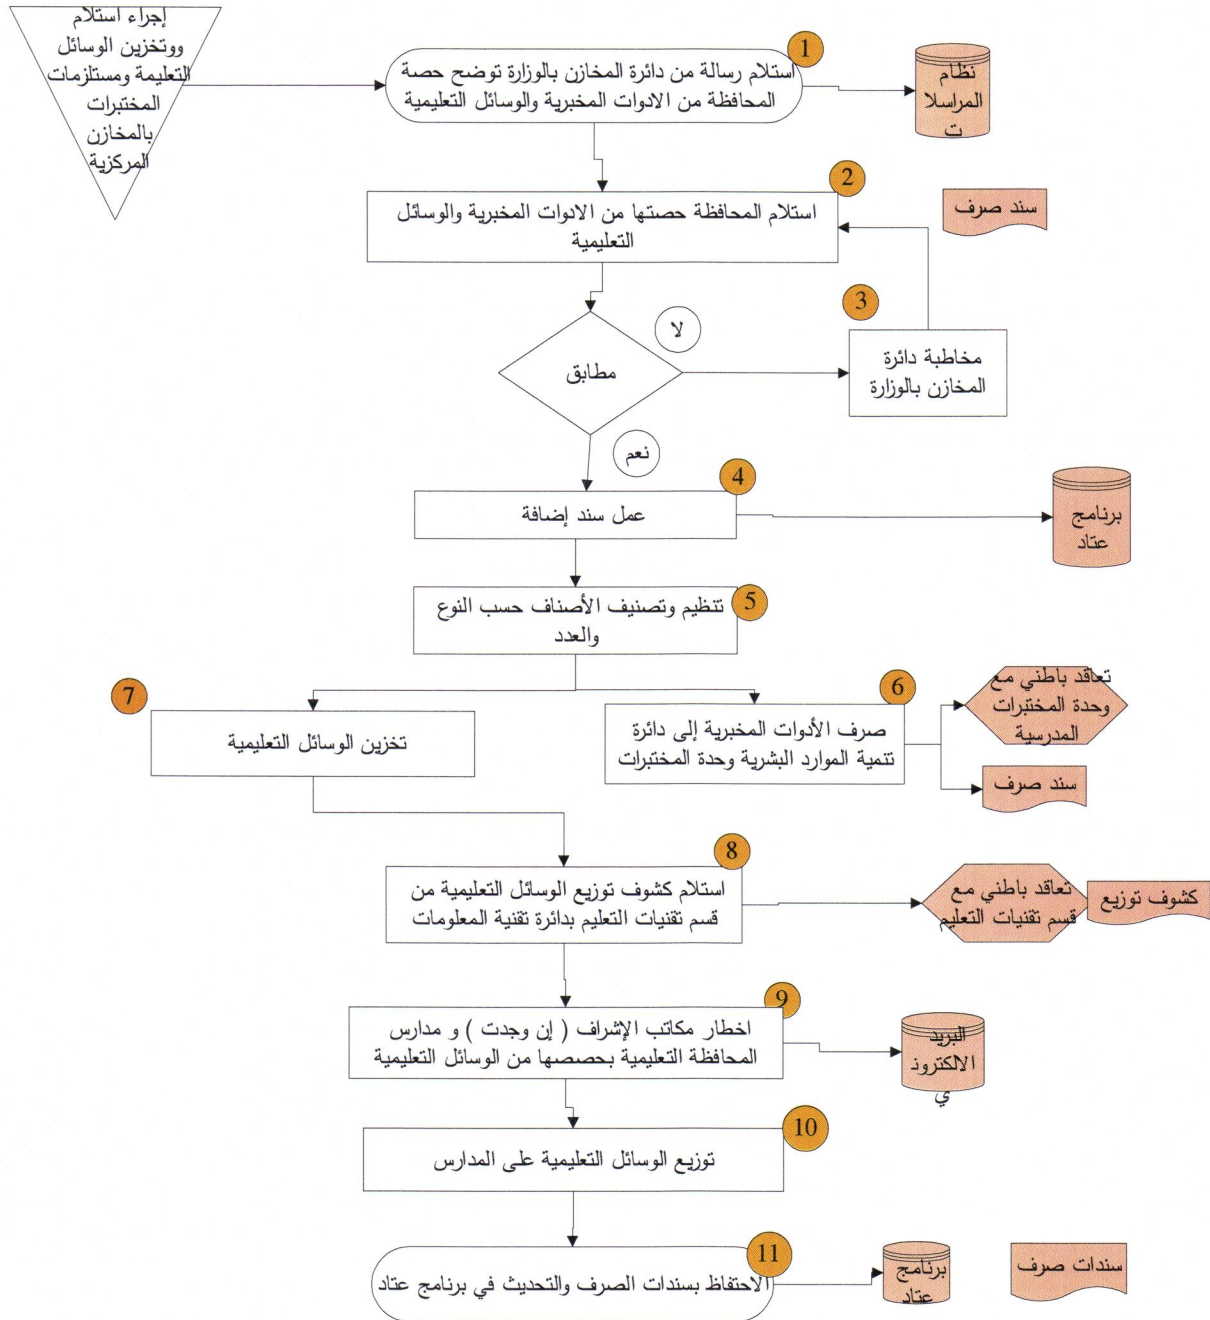 إجراء استلام
ووتخزين الوسائل
التعليمة ومستلزمات
المختبرات
بالمخازن
المركزية
1
استلام رسالة من دائرة المخازن بالوزارة توضح حصة
المحافظة من الادوات المخبرية والوسائل التعليمية
نظام
المراسلا
ت
2
استلام المحافظة حصتها من الادوات المخبرية والوسائل
التعليمية
سند صرف
3
مخاطبة دائرة
المخازن بالوزارة
لا
مطابق
نعم
4
عمل سند إضافة
برنامج
عتاد
5
تنظيم وتصنيف الأصناف حسب النوع
والعدد
6
صرف الأدوات المخبرية إلى دائرة
تنمية الموارد البشرية وحدة المختبرات
تعاقد باطني مع
وحدة المختبرات
المدرسية
سند صرف
7
تخزين الوسائل التعليمية
8
استلام كشوف توزيع الوسائل التعليمية من
قسم تقنيات التعليم بدائرة تقنية المعلومات
تعاقد باطني مع
قسم تقنيات التعليم
كشوف توزيع
9
اخطار مكاتب الإشراف ( إن وجدت ) و مدارس
المحافظة التعليمية بحصصها من الوسائل التعليمية
البريد
الالكترون
ي
10
توزيع الوسائل التعليمية على المدارس
11
الاحتفاظ بسندات الصرف والتحديث في برنامج عتاد
برنامج
عتاد
سندات صرف